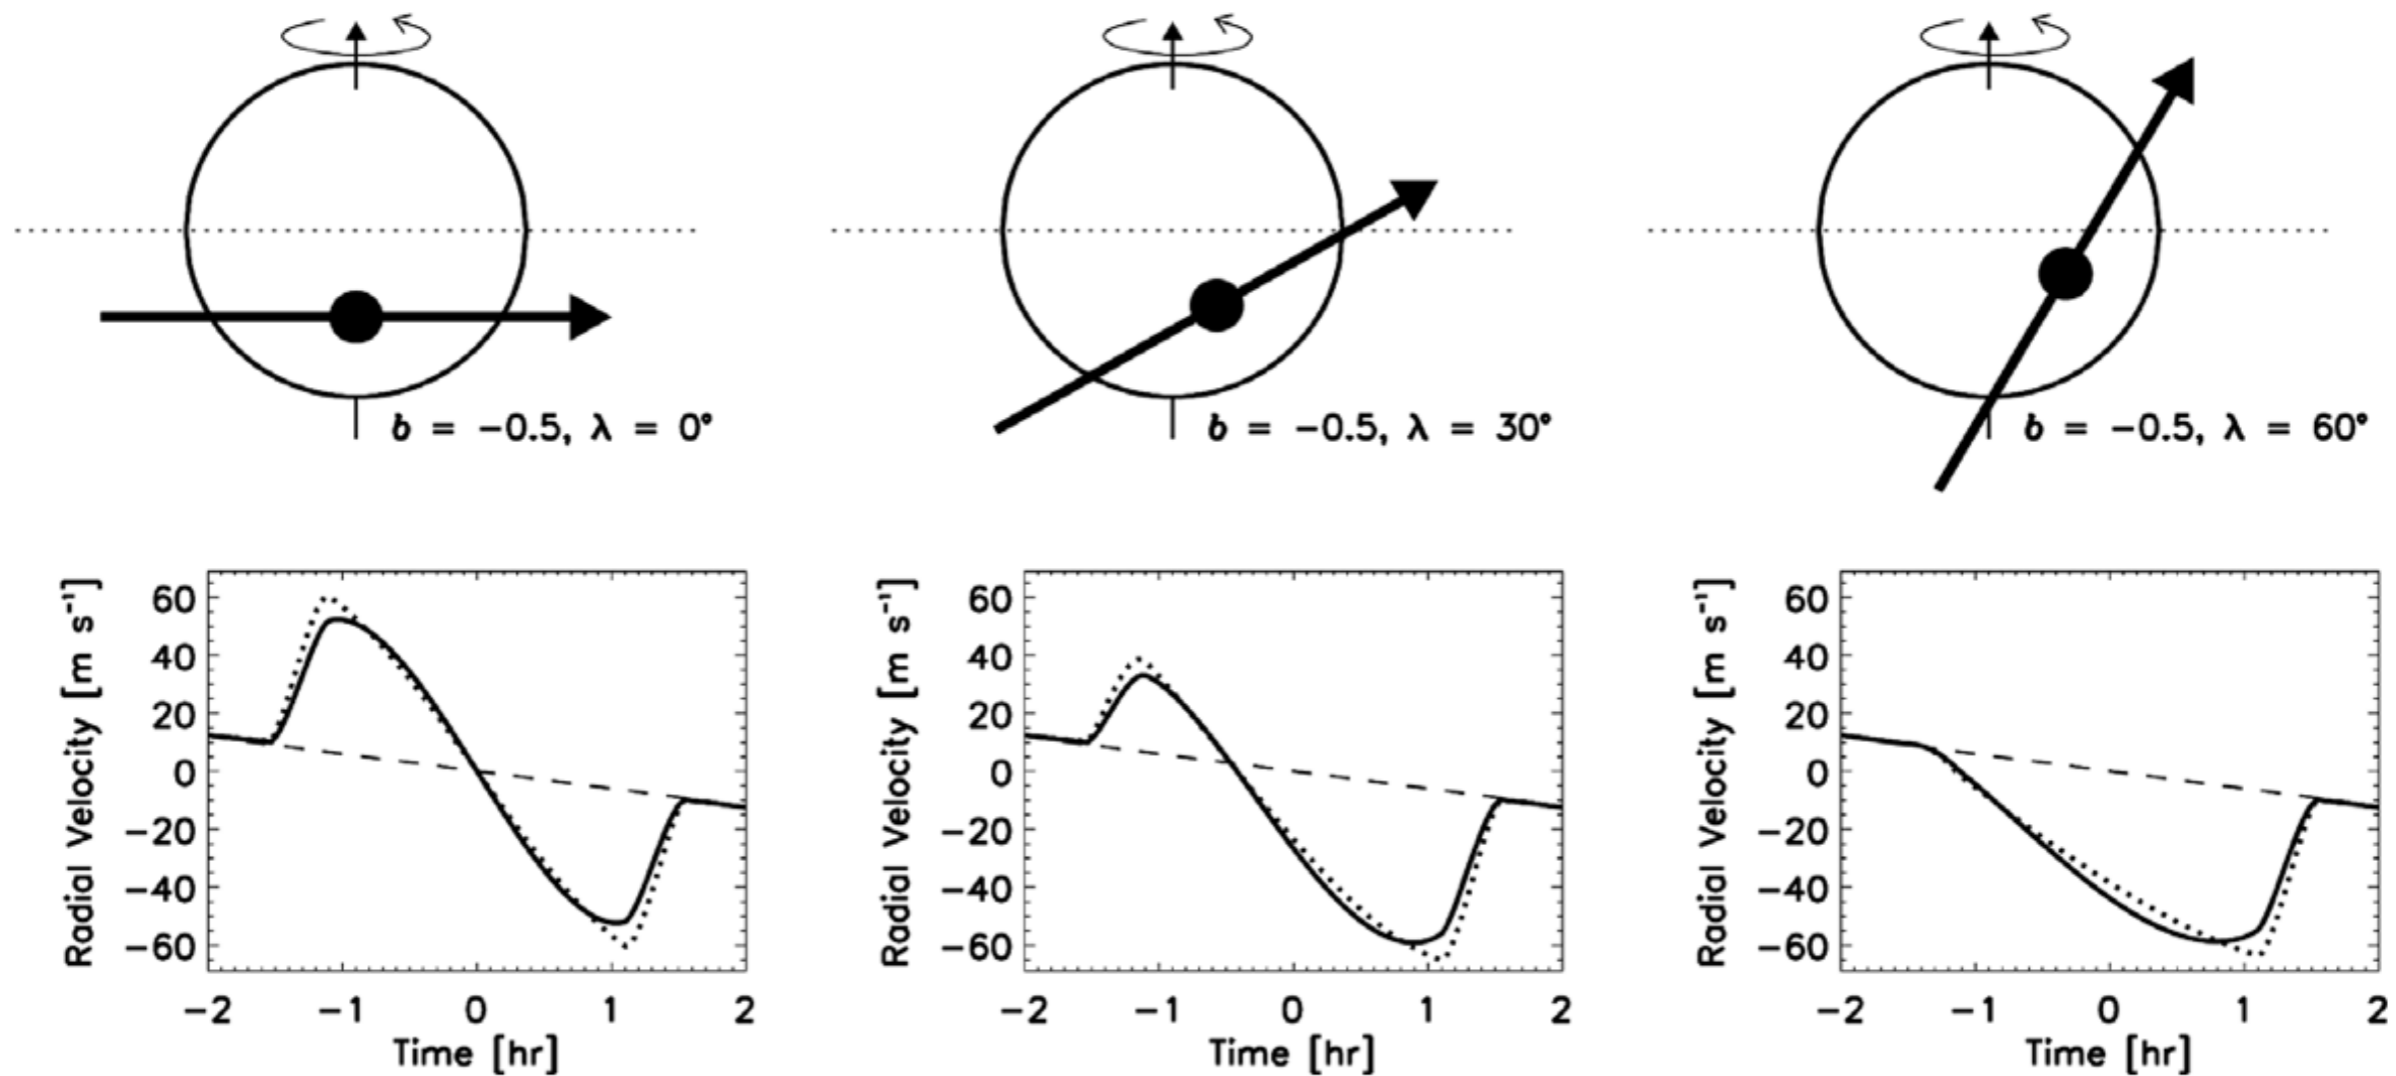 b = −0.5, λ = 0°
b = −0.5, λ = 30°
b = −0.5, λ = 60°
Radial Velocity [m s⁻¹]
60
40
20
0
−20
−40
−60
−2 −1 0 1 2
Time [hr]
Radial Velocity [m s⁻¹]
60
40
20
0
−20
−40
−60
−2 −1 0 1 2
Time [hr]
Radial Velocity [m s⁻¹]
60
40
20
0
−20
−40
−60
−2 −1 0 1 2
Time [hr]